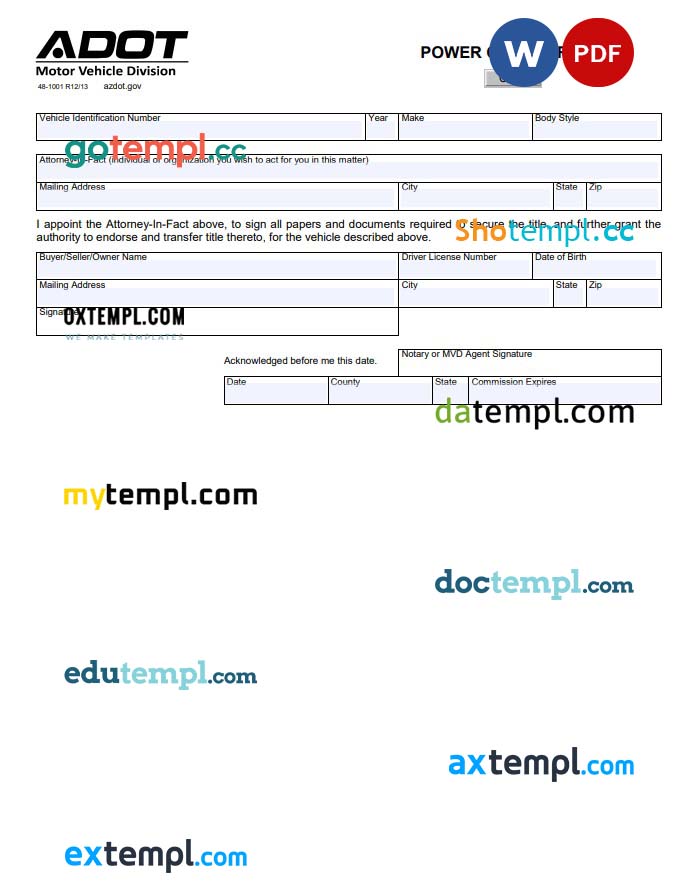 ADOT
Motor Vehicle Division
48-1001 R12/13 azdot.gov
POWER
W
PDF
Vehicle Identification Number Year Make Body Style
gotempl.cc
Attorney-In-Fact (individual or organization you wish to act for you in this matter)
Mailing Address City State Zip
I appoint the Attorney-In-Fact above, to sign all papers and documents required to secure the title, and further grant the
authority to endorse and transfer title thereto, for the vehicle described above.
Shotempl.cc
Buyer/Seller/Owner Name Driver License Number Date of Birth
Mailing Address City State Zip
Signature
OXTEMPL.COM
WE MAKE TEMPLATES
Acknowledged before me this date.
Notary or MVD Agent Signature
Date County State Commission Expires
datempl.com
mytempl.com
doctempl.com
edutempl.com
axtempl.com
extempl.com